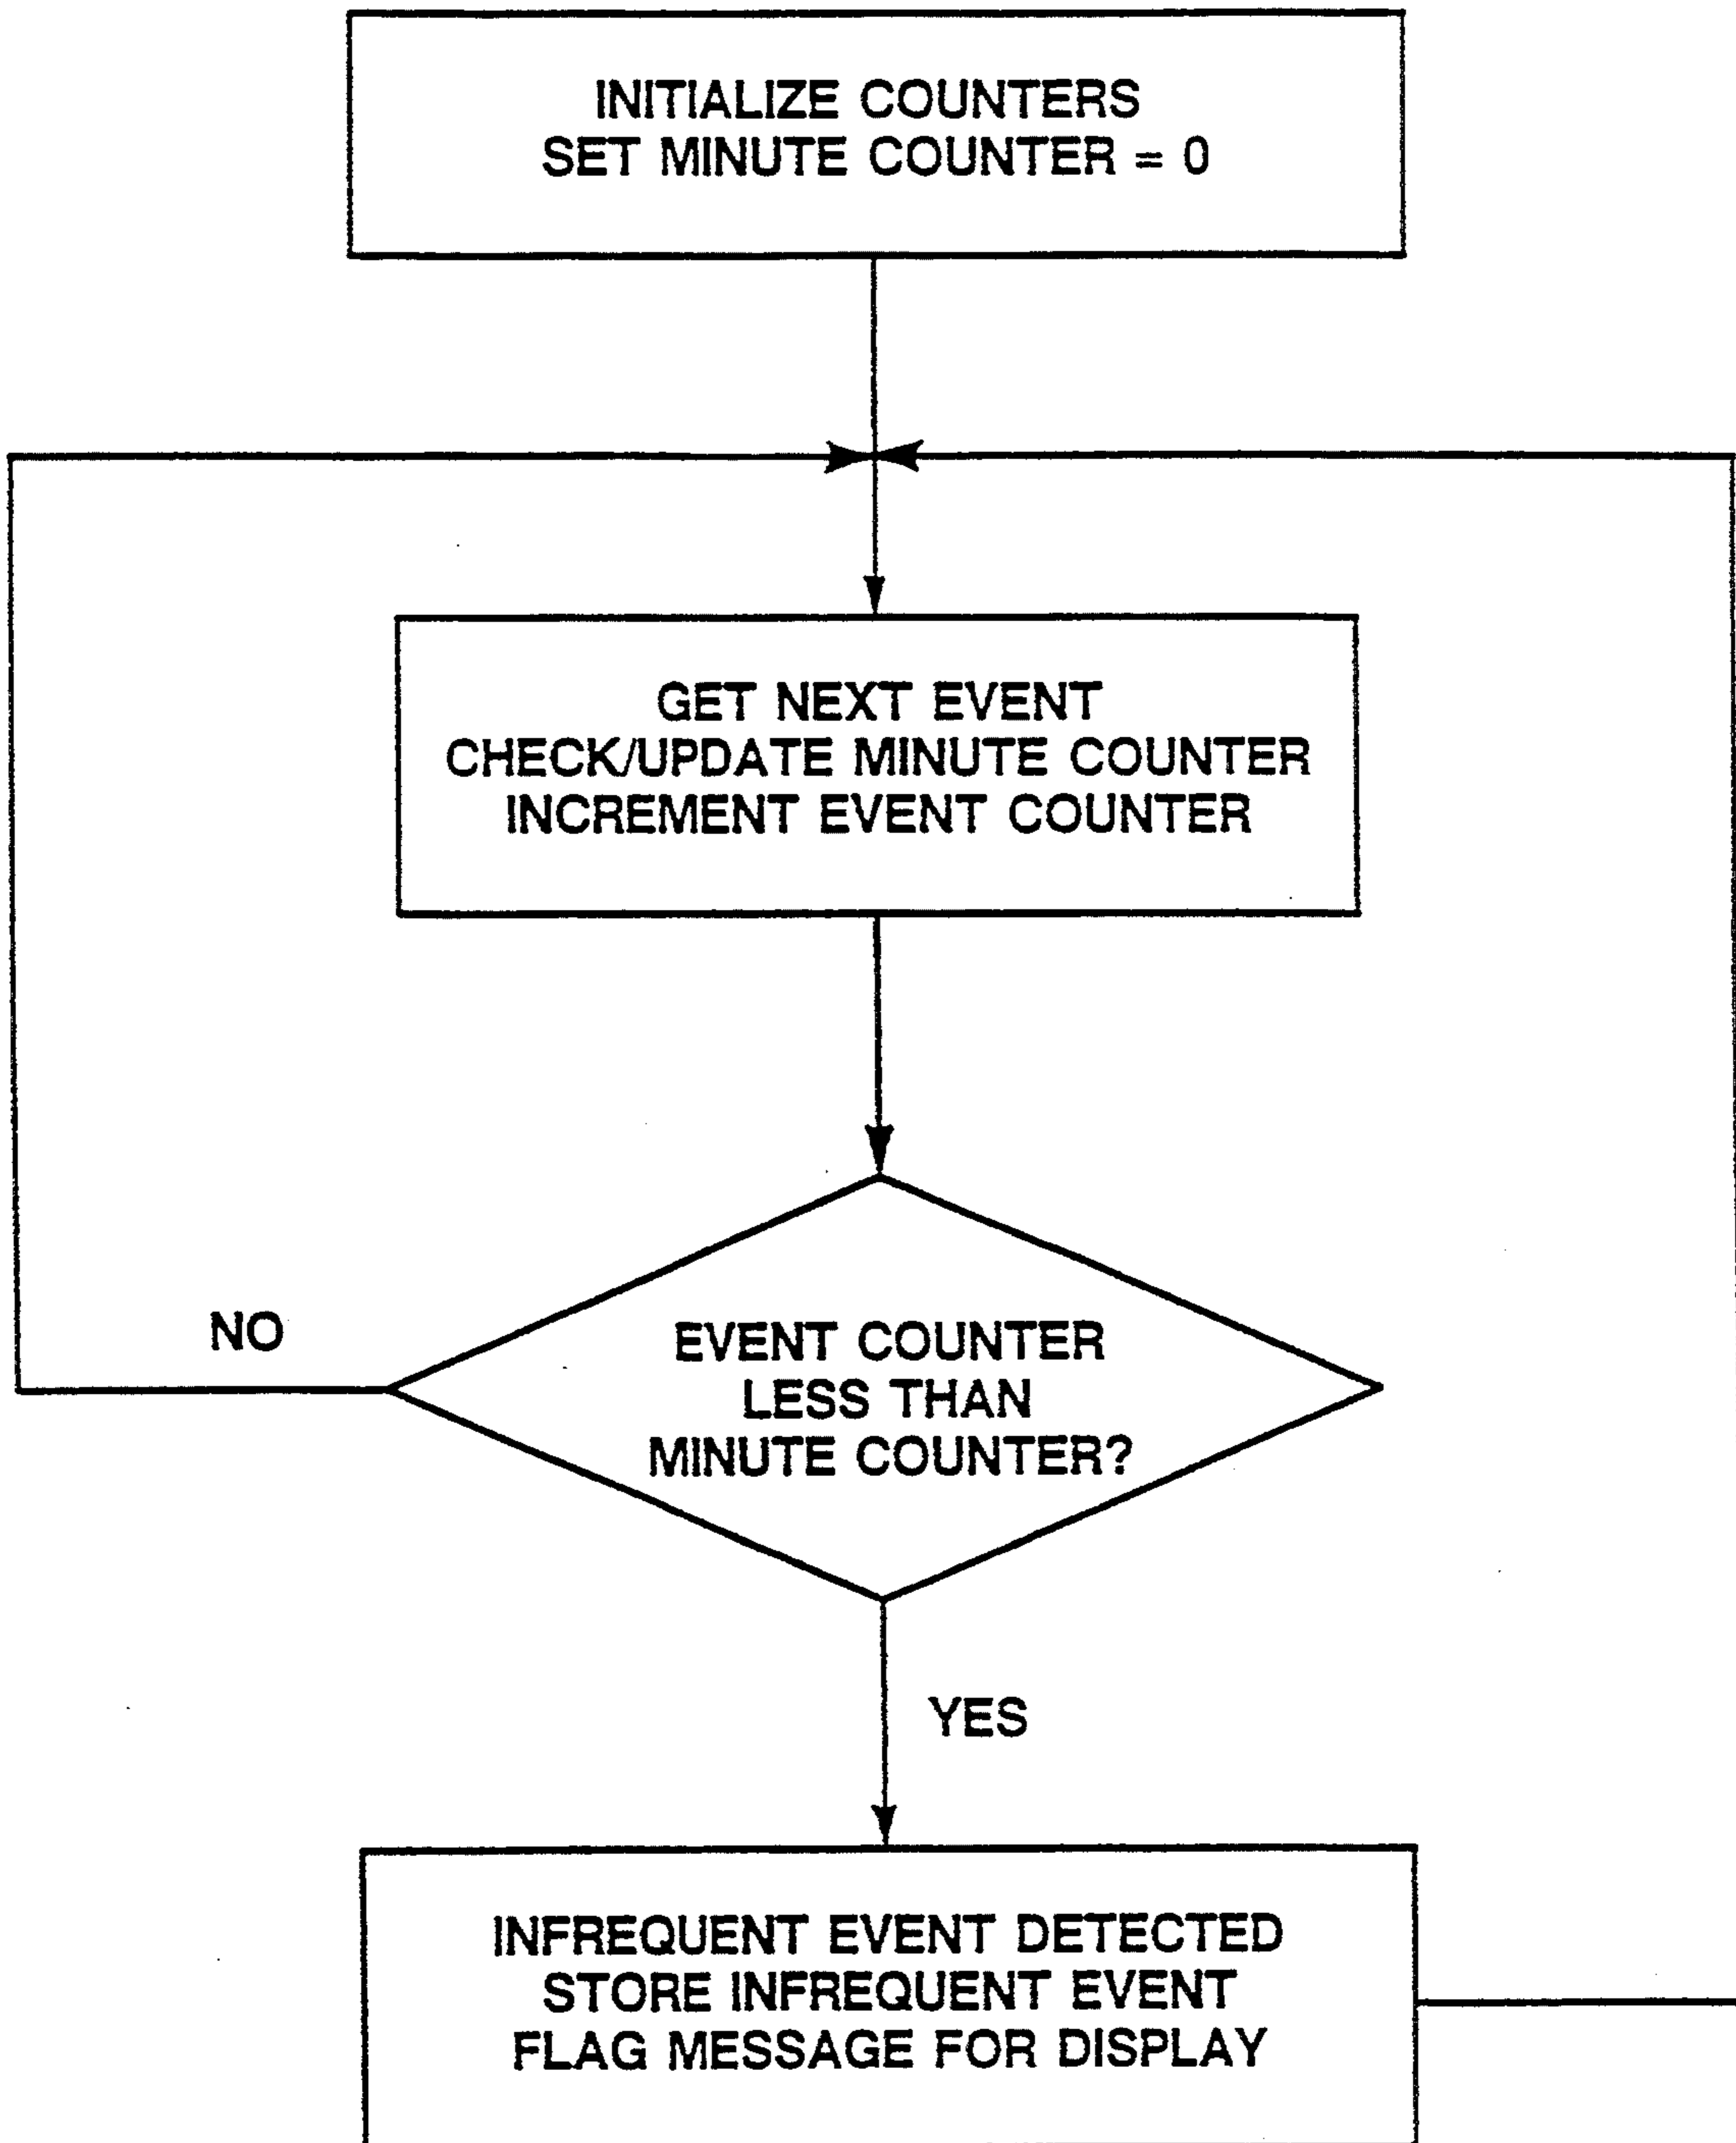 INITIALIZE COUNTERS
SET MINUTE COUNTER = 0
GET NEXT EVENT
CHECK/UPDATE MINUTE COUNTER
INCREMENT EVENT COUNTER
NO
EVENT COUNTER
LESS THAN
MINUTE COUNTER?
YES
INFREQUENT EVENT DETECTED
STORE INFREQUENT EVENT
FLAG MESSAGE FOR DISPLAY